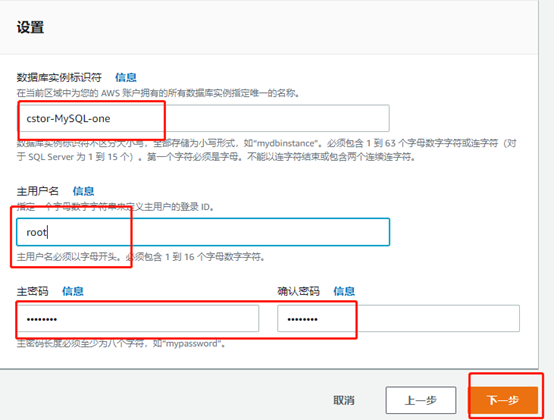 设置
数据库实例标识符 信息
在当前区域中为您的 AWS 账户拥有的所有数据库实例指定唯一的名称。
cstor-MySQL-one
数据库实例标识符不区分大小写，全部存储为小写形式，如“mydbinstance”。必须包含 1 到 63 个字母数字字符或连字符（对
于 SQL Server 为 1 到 15 个）。第一个字符必须是字母。不能以连字符结束或包含两个连续连字符。
主用户名 信息
指定一个字母数字字符串来定义主用户的登录 ID。
root
主用户名必须以字母开头。必须包含 1 到 16 个字母数字字符。
主密码 信息 确认密码 信息
•••••••• ••••••••
主密码长度必须至少为八个字符，如“mypassword”。
取消 上一步 下一步